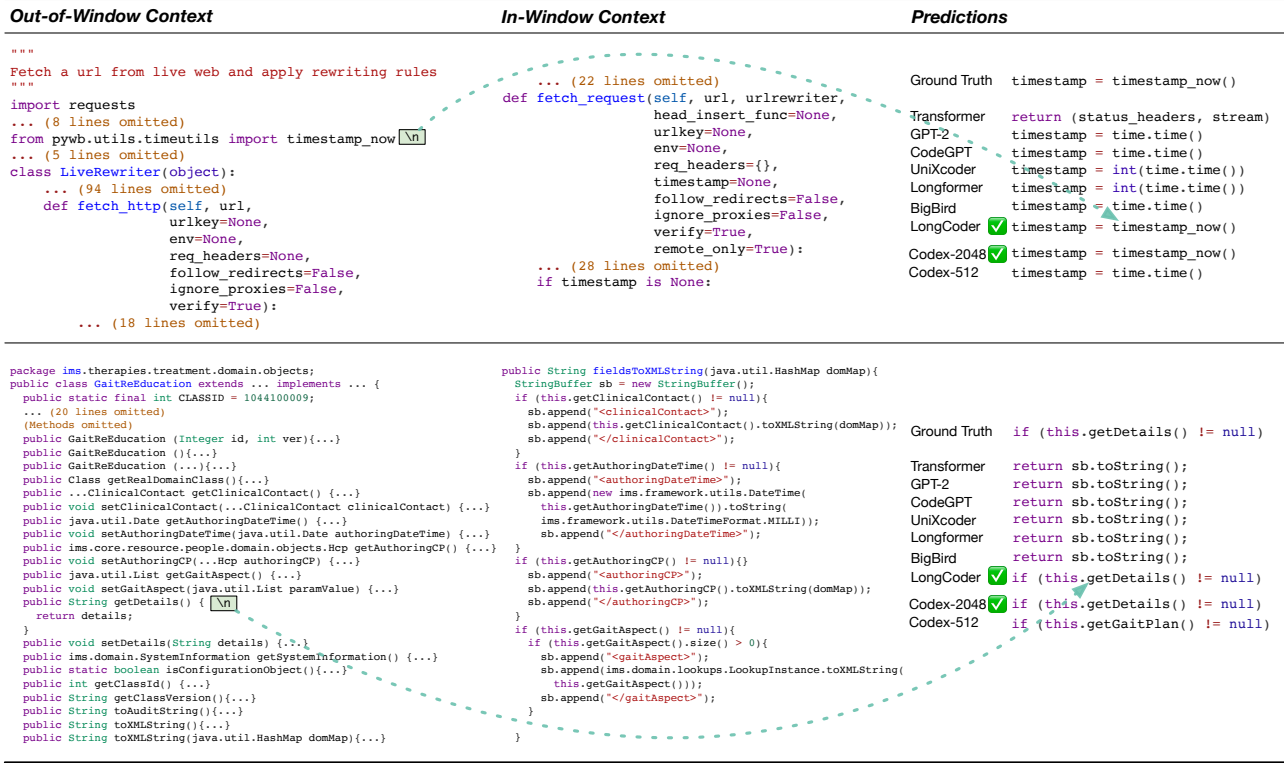 Out-of-Window Context
In-Window Context
Predictions
"""
Fetch a url from live web and apply rewriting rules
"""
import requests
... (8 lines omitted)
from pywb.utils.timeutils import timestamp_now \n
... (5 lines omitted)
class LiveRewriter(object):
... (94 lines omitted)
def fetch_http(self, url,
urlkey=None,
env=None,
req_headers=None,
follow_redirects=False,
ignore_proxies=False,
verify=True):
... (18 lines omitted)
... (22 lines omitted)
def fetch_request(self, url, urlrewriter,
head_insert_func=None,
urlkey=None,
env=None,
req_headers={},
timestamp=None,
follow_redirects=False,
ignore_proxies=False,
verify=True,
remote_only=True):
... (28 lines omitted)
if timestamp is None:
Ground Truth timestamp = timestamp_now()
Transformer return (status_headers, stream)
GPT-2 timestamp = time.time()
CodeGPT timestamp = time.time()
UniXcoder timestamp = int(time.time())
Longformer timestamp = int(time.time())
BigBird timestamp = time.time()
LongCoder ✅ timestamp = timestamp_now()
Codex-2048 ✅ timestamp = timestamp_now()
Codex-512 timestamp = time.time()
package ims.therapies.treatment.domain.objects;
public class GaitReEducation extends ... implements ... {
public static final int CLASSID = 1044100009;
... (20 lines omitted)
(Methods omitted)
public GaitReEducation (Integer id, int ver){...}
public GaitReEducation (){...}
public GaitReEducation (...){...}
public Class getRealDomainClass(){...}
public ...ClinicalContact getClinicalContact() {...}
public void setClinicalContact(...ClinicalContact clinicalContact) {...}
public java.util.Date getAuthoringDateTime() {...}
public void setAuthoringDateTime(java.util.Date authoringDateTime) {...}
public ims.core.resource.people.domain.objects.Hcp getAuthoringCP() {...}
public void setAuthoringCP(...Hcp authoringCP) {...}
public java.util.List getGaitAspect() {...}
public void setGaitAspect(java.util.List paramValue) {...}
public String getDetails() { \n
return details;
}
public void setDetails(String details) {...}
public ims.domain.SystemInformation getSystemInformation() {...}
public static boolean isConfigurationObject(){...}
public int getClassId() {...}
public String getClassVersion(){...}
public String toAuditString(){...}
public String toXMLString(){...}
public String toXMLString(java.util.HashMap domMap){...}
public String fieldsToXMLString(java.util.HashMap domMap){
StringBuffer sb = new StringBuffer();
if (this.getClinicalContact() != null){
sb.append("<clinicalContact>");
sb.append(this.getClinicalContact().toXMLString(domMap));
sb.append("</clinicalContact>");
}
if (this.getAuthoringDateTime() != null){
sb.append("<authoringDateTime>");
sb.append(new ims.framework.utils.DateTime(
this.getAuthoringDateTime()).toString(
ims.framework.utils.DateTimeFormat.MILLI));
sb.append("</authoringDateTime>");
}
if (this.getAuthoringCP() != null){}
sb.append("<authoringCP>");
sb.append(this.getAuthoringCP().toXMLString(domMap));
sb.append("</authoringCP>");
}
if (this.getGaitAspect() != null){
if (this.getGaitAspect().size() > 0){
sb.append("<gaitAspect>");
sb.append(ims.domain.lookups.LookupInstance.toXMLString(
this.getGaitAspect()));
sb.append("</gaitAspect>");
}
}
Ground Truth if (this.getDetails() != null)
Transformer return sb.toString();
GPT-2 return sb.toString();
CodeGPT return sb.toString();
UniXcoder return sb.toString();
Longformer return sb.toString();
BigBird return sb.toString();
LongCoder ✅ if (this.getDetails() != null)
Codex-2048 ✅ if (this.getDetails() != null)
Codex-512 if (this.getGaitPlan() != null)